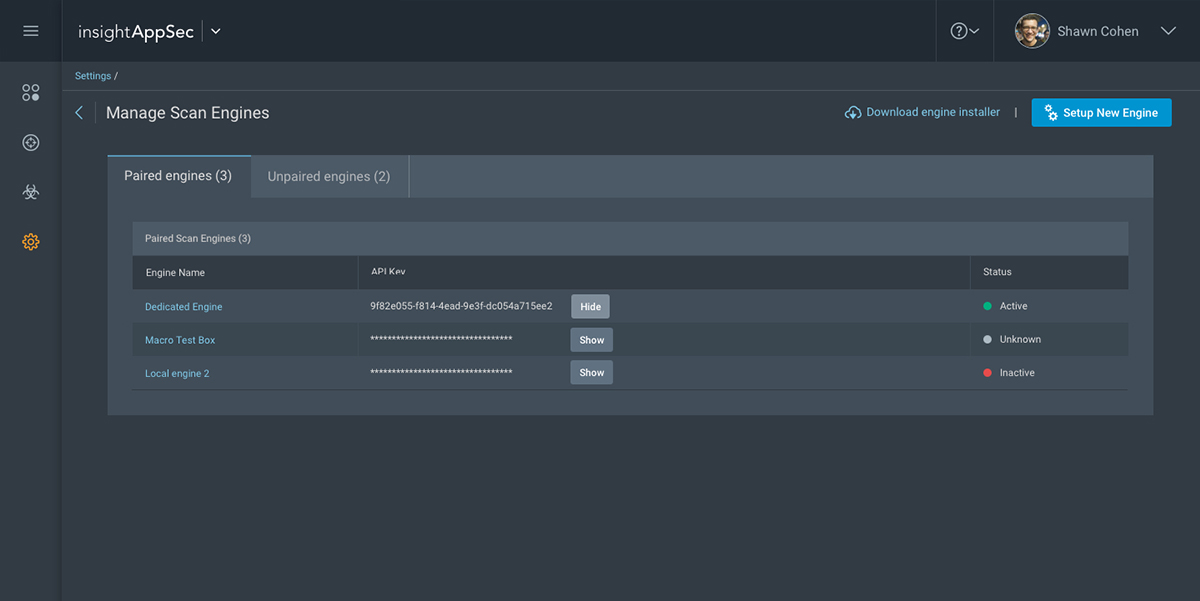 insightAppSec
Shawn Cohen
Settings /
Manage Scan Engines
Download engine installer | Setup New Engine
Paired engines (3) Unpaired engines (2)
Paired Scan Engines (3)
Engine Name API Key Status
Dedicated Engine 9f82e055-f814-4ead-9e3f-dc054a715ee2 Hide Active
Macro Test Box ********************************* Show Unknown
Local engine 2 ********************************* Show Inactive